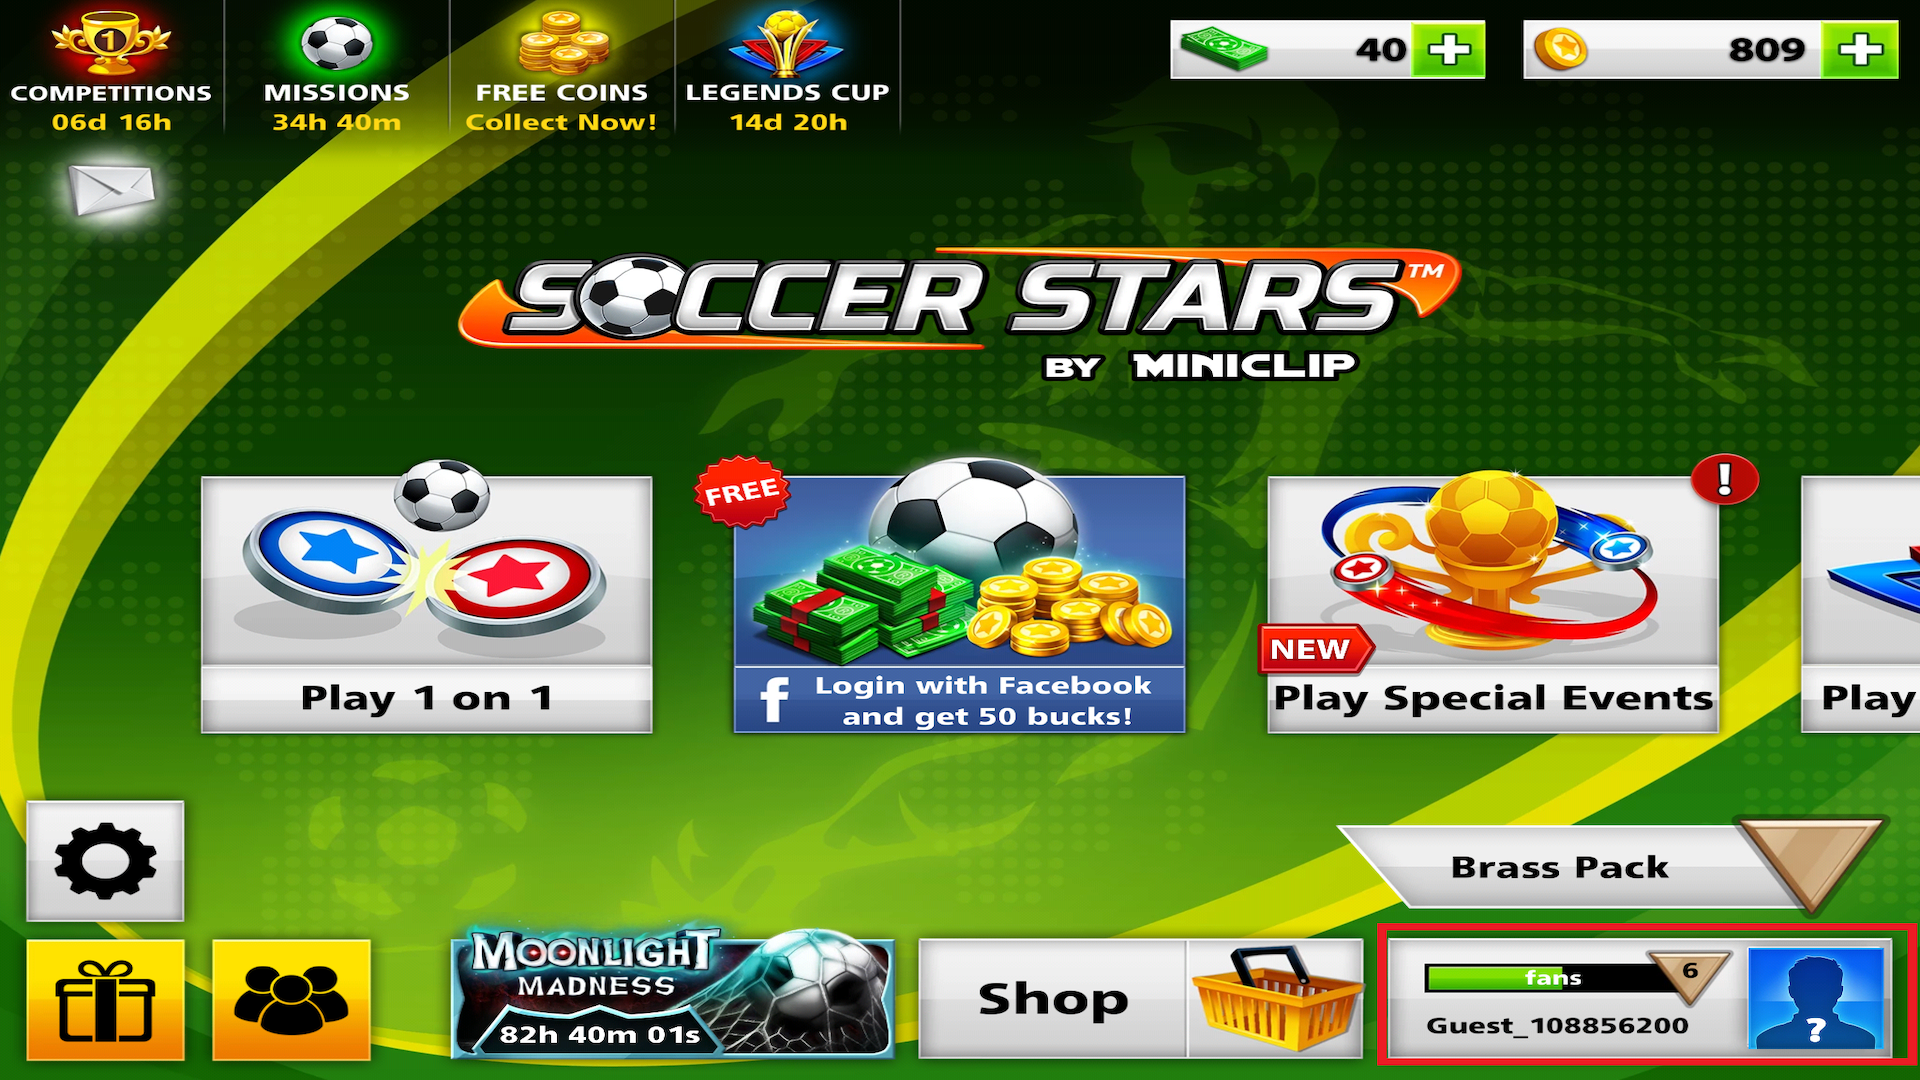 1
COMPETITIONS
06d 16h
MISSIONS
34h 40m
FREE COINS
Collect Now!
LEGENDS CUP
14d 20h
40
809
SOCCER STARS™
BY MINICLIP
Play 1 on 1
FREE
f Login with Facebook
and get 50 bucks!
!
NEW
Play Special Events
Play
Brass Pack
MOONLIGHT
MADNESS
82h 40m 01s
Shop
fans
6
Guest_108856200
?